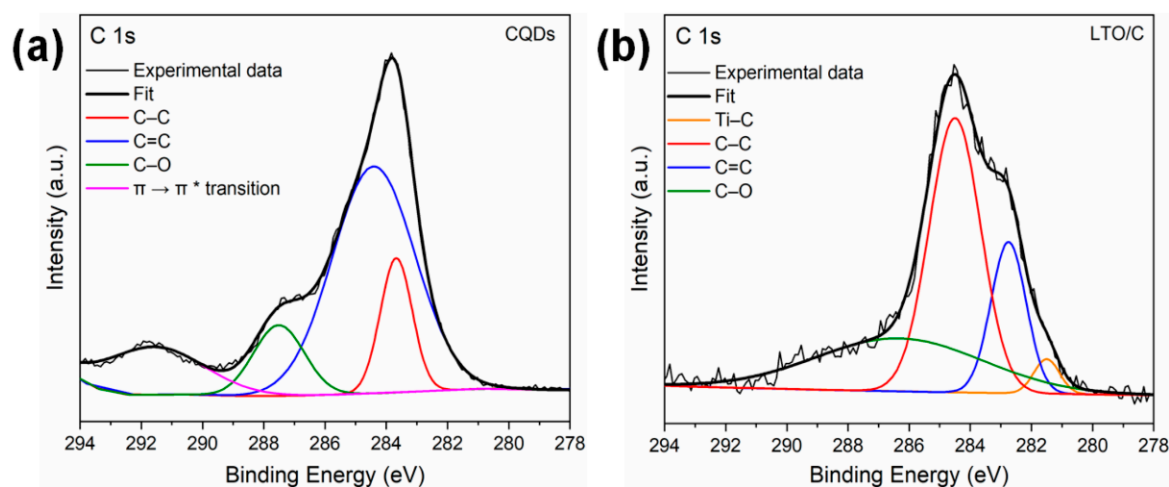 (a)
C 1s
CQDs
Experimental data
Fit
C–C
C=C
C–O
π → π * transition
Intensity (a.u.)
294 292 290 288 286 284 282 280 278
Binding Energy (eV)
(b)
C 1s
LTO/C
Experimental data
Fit
Ti–C
C–C
C=C
C–O
Intensity (a.u.)
294 292 290 288 286 284 282 280 278
Binding Energy (eV)